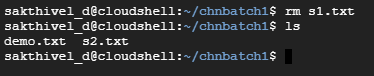 sakthivel_d@cloudshell:~/chnbatch1$ rm s1.txt
sakthivel_d@cloudshell:~/chnbatch1$ ls
demo.txt  s2.txt
sakthivel_d@cloudshell:~/chnbatch1$